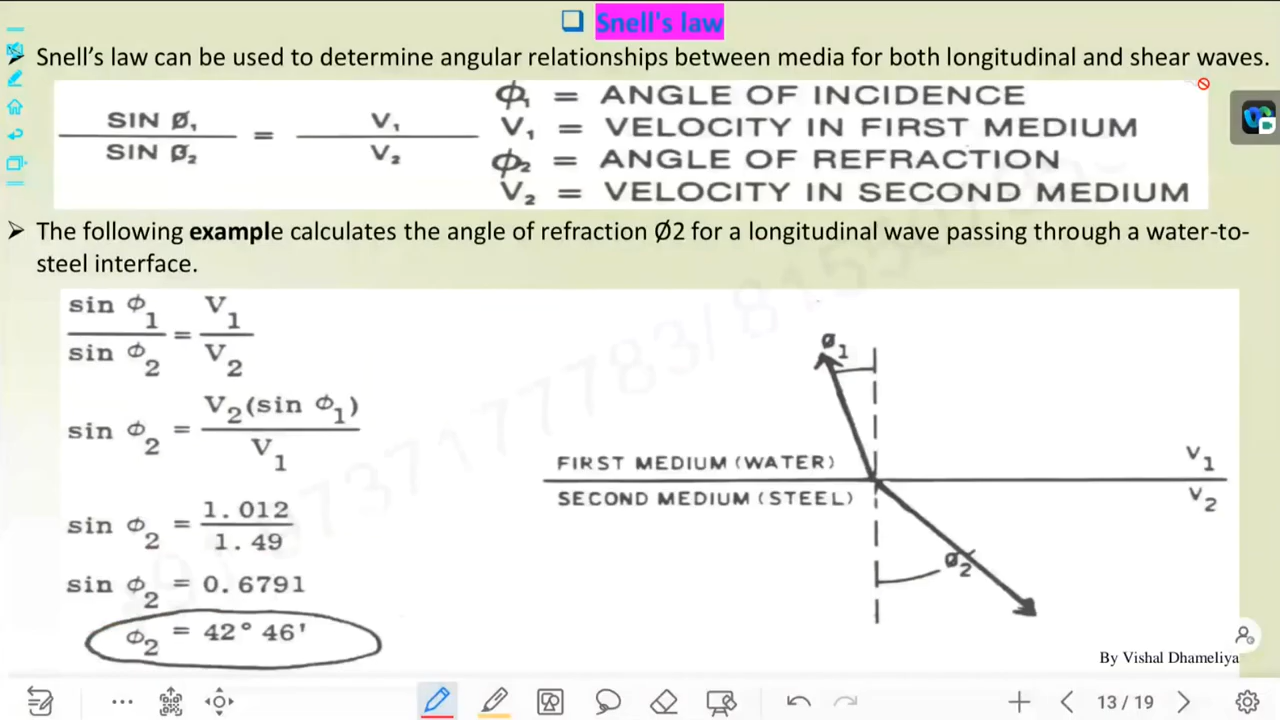 Snell's law
Snell's law can be used to determine angular relationships between media for both longitudinal and shear waves.
SIN Ø₁ / SIN Ø₂ = V₁ / V₂
ϕ₁ = ANGLE OF INCIDENCE
V₁ = VELOCITY IN FIRST MEDIUM
ϕ₂ = ANGLE OF REFRACTION
V₂ = VELOCITY IN SECOND MEDIUM
The following example calculates the angle of refraction Ø2 for a longitudinal wave passing through a water-to-
steel interface.
sin ϕ₁ / sin ϕ₂ = V₁ / V₂
sin ϕ₂ = V₂(sin ϕ₁) / V₁
sin ϕ₂ = 1.012 / 1.49
sin ϕ₂ = 0.6791
ϕ₂ = 42° 46'
Ø₁
FIRST MEDIUM (WATER)
V₁
SECOND MEDIUM (STEEL)
V₂
Ø₂
By Vishal Dhameliya
13 / 19